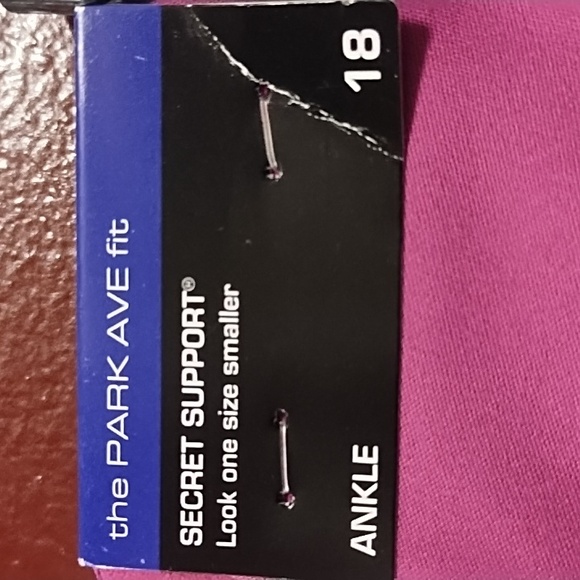 the PARK AVE fit
SECRET SUPPORT®
Look one size smaller
ANKLE 18